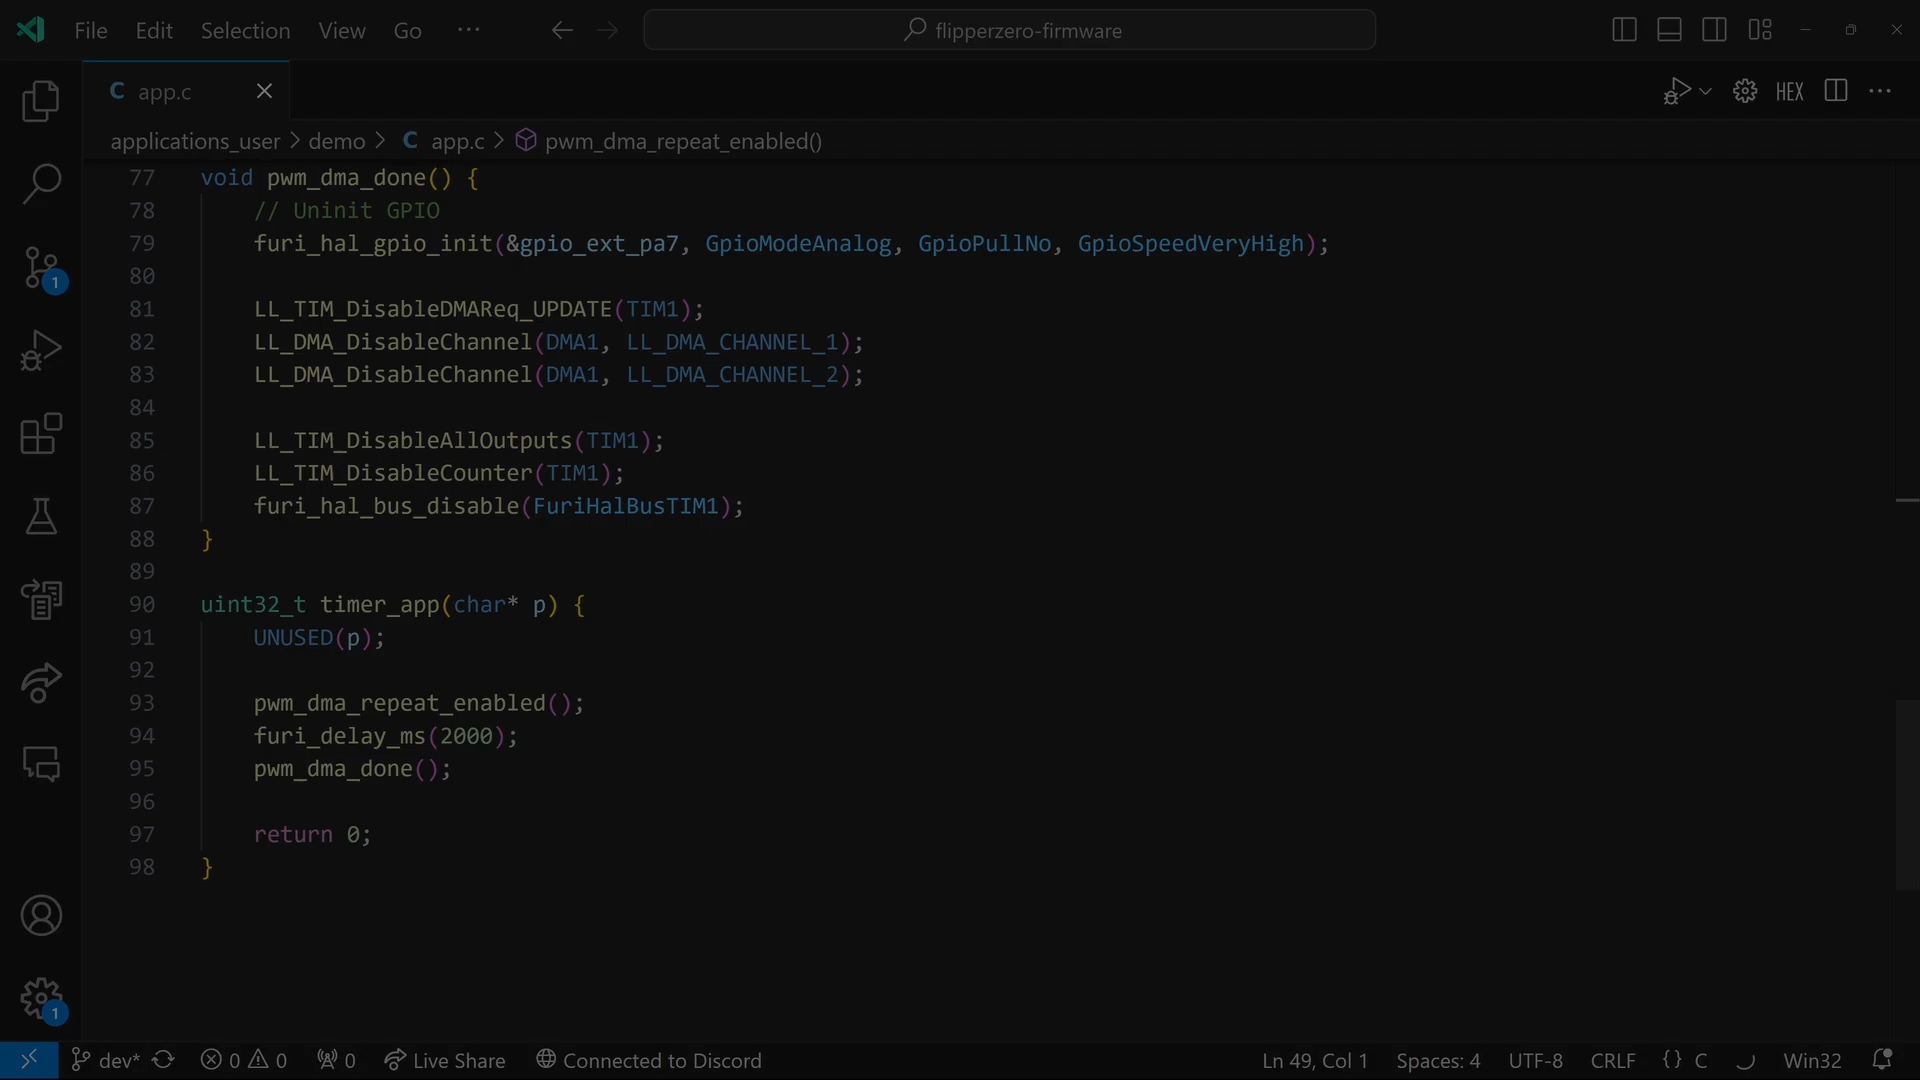 File Edit Selection View Go ··· flipperzero-firmware
C app.c HEX
applications_user > demo > C app.c > pwm_dma_repeat_enabled()
77 void pwm_dma_done() {
78 // Uninit GPIO
79 furi_hal_gpio_init(&gpio_ext_pa7, GpioModeAnalog, GpioPullNo, GpioSpeedVeryHigh);
80
81 LL_TIM_DisableDMAReq_UPDATE(TIM1);
82 LL_DMA_DisableChannel(DMA1, LL_DMA_CHANNEL_1);
83 LL_DMA_DisableChannel(DMA1, LL_DMA_CHANNEL_2);
84
85 LL_TIM_DisableAllOutputs(TIM1);
86 LL_TIM_DisableCounter(TIM1);
87 furi_hal_bus_disable(FuriHalBusTIM1);
88 }
89
90 uint32_t timer_app(char* p) {
91 UNUSED(p);
92
93 pwm_dma_repeat_enabled();
94 furi_delay_ms(2000);
95 pwm_dma_done();
96
97 return 0;
98 }
1
1
dev* 0 0 0 Live Share Connected to Discord Ln 49, Col 1 Spaces: 4 UTF-8 CRLF {} C Win32